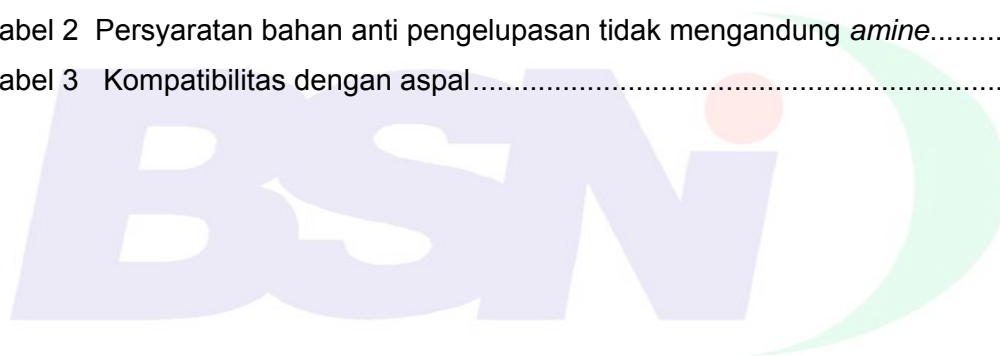 abel 2 Persyaratan bahan anti pengelupasan tidak mengandung amine.........
abel 3 Kompatibilitas dengan aspal................................................................
BSN